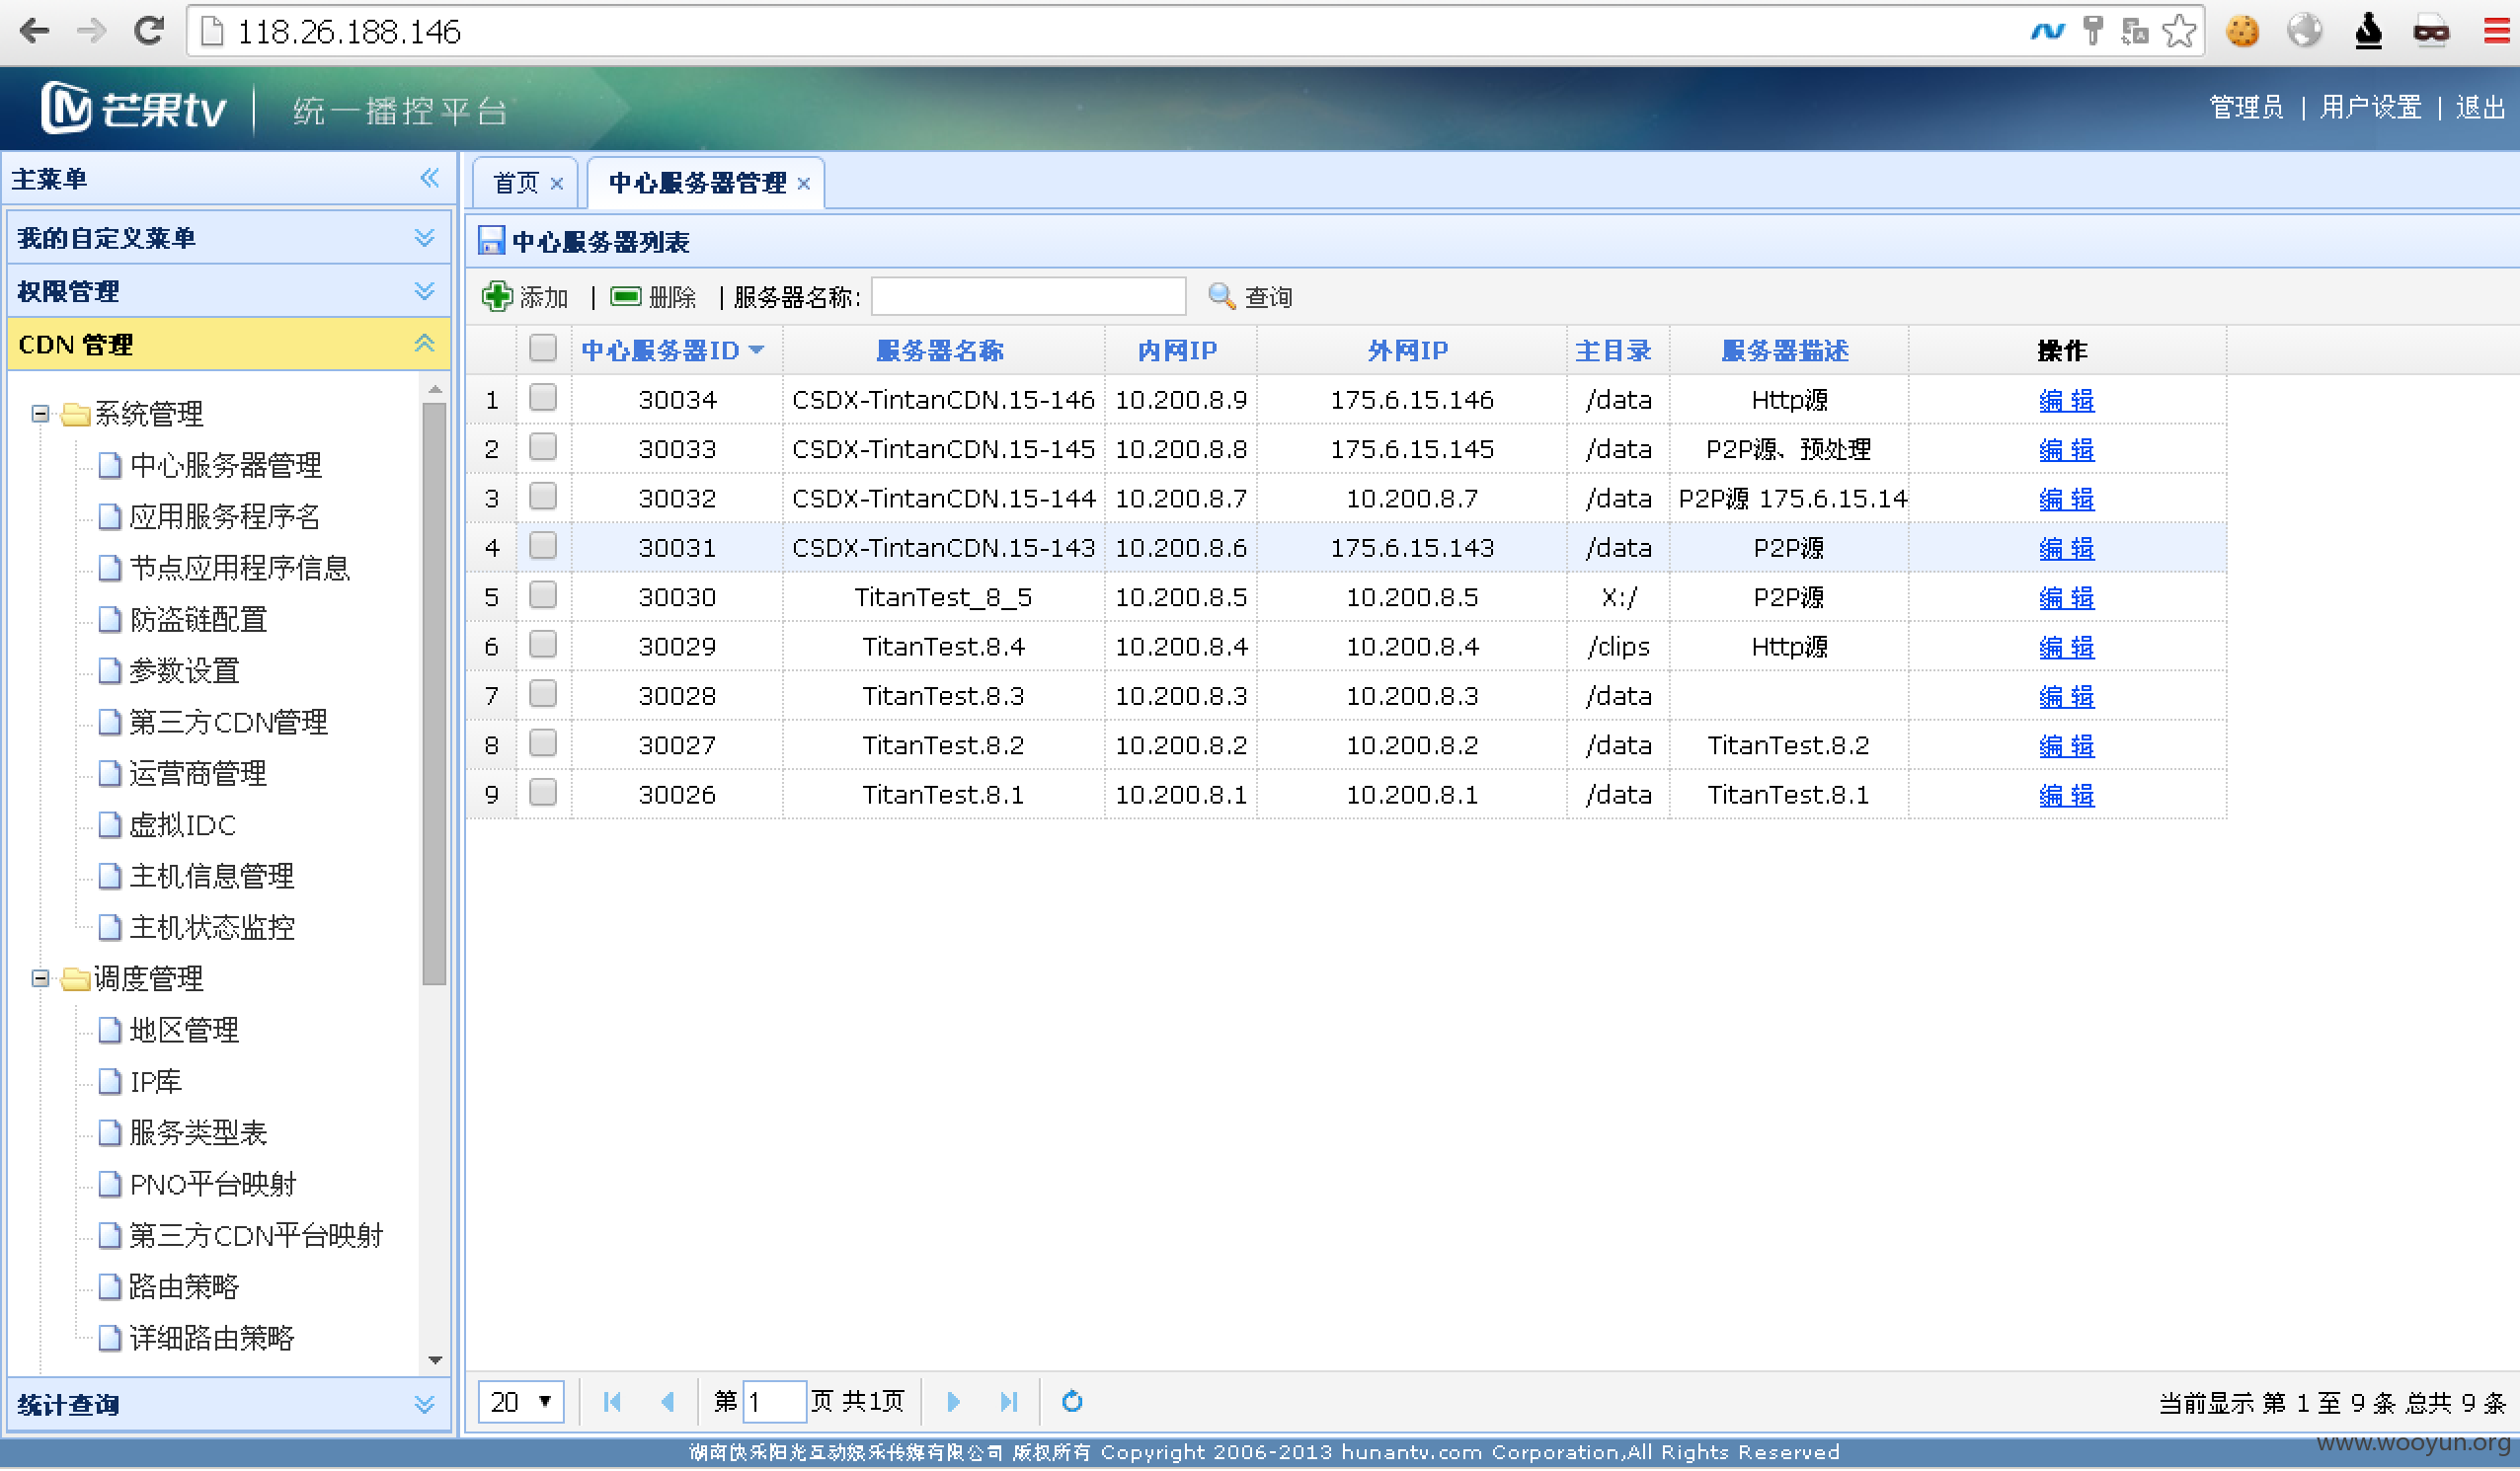 118.26.188.146
芒果tv 统一播控平台
管理员 | 用户设置 | 退出
主菜单
我的自定义菜单
权限管理
CDN 管理
系统管理
中心服务器管理
应用服务程序名
节点应用程序信息
防盗链配置
参数设置
第三方CDN管理
运营商管理
虚拟IDC
主机信息管理
主机状态监控
调度管理
地区管理
IP库
服务类型表
PNO平台映射
第三方CDN平台映射
路由策略
详细路由策略
统计查询
首页 中心服务器管理
中心服务器列表
添加 | 删除 | 服务器名称: 查询
中心服务器ID 服务器名称 内网IP 外网IP 主目录 服务器描述 操作
1 30034 CSDX-TintanCDN.15-146 10.200.8.9 175.6.15.146 /data Http源 编 辑
2 30033 CSDX-TintanCDN.15-145 10.200.8.8 175.6.15.145 /data P2P源、预处理 编 辑
3 30032 CSDX-TintanCDN.15-144 10.200.8.7 10.200.8.7 /data P2P源 175.6.15.14 编 辑
4 30031 CSDX-TintanCDN.15-143 10.200.8.6 175.6.15.143 /data P2P源 编 辑
5 30030 TitanTest_8_5 10.200.8.5 10.200.8.5 X:/ P2P源 编 辑
6 30029 TitanTest.8.4 10.200.8.4 10.200.8.4 /clips Http源 编 辑
7 30028 TitanTest.8.3 10.200.8.3 10.200.8.3 /data 编 辑
8 30027 TitanTest.8.2 10.200.8.2 10.200.8.2 /data TitanTest.8.2 编 辑
9 30026 TitanTest.8.1 10.200.8.1 10.200.8.1 /data TitanTest.8.1 编 辑
20 第 1 页 共1页
当前显示 第 1 至 9 条 总共 9 条
湖南快乐阳光互动娱乐传媒有限公司 版权所有 Copyright 2006-2013 hunantv.com Corporation,All Rights Reserved
www.wooyun.org